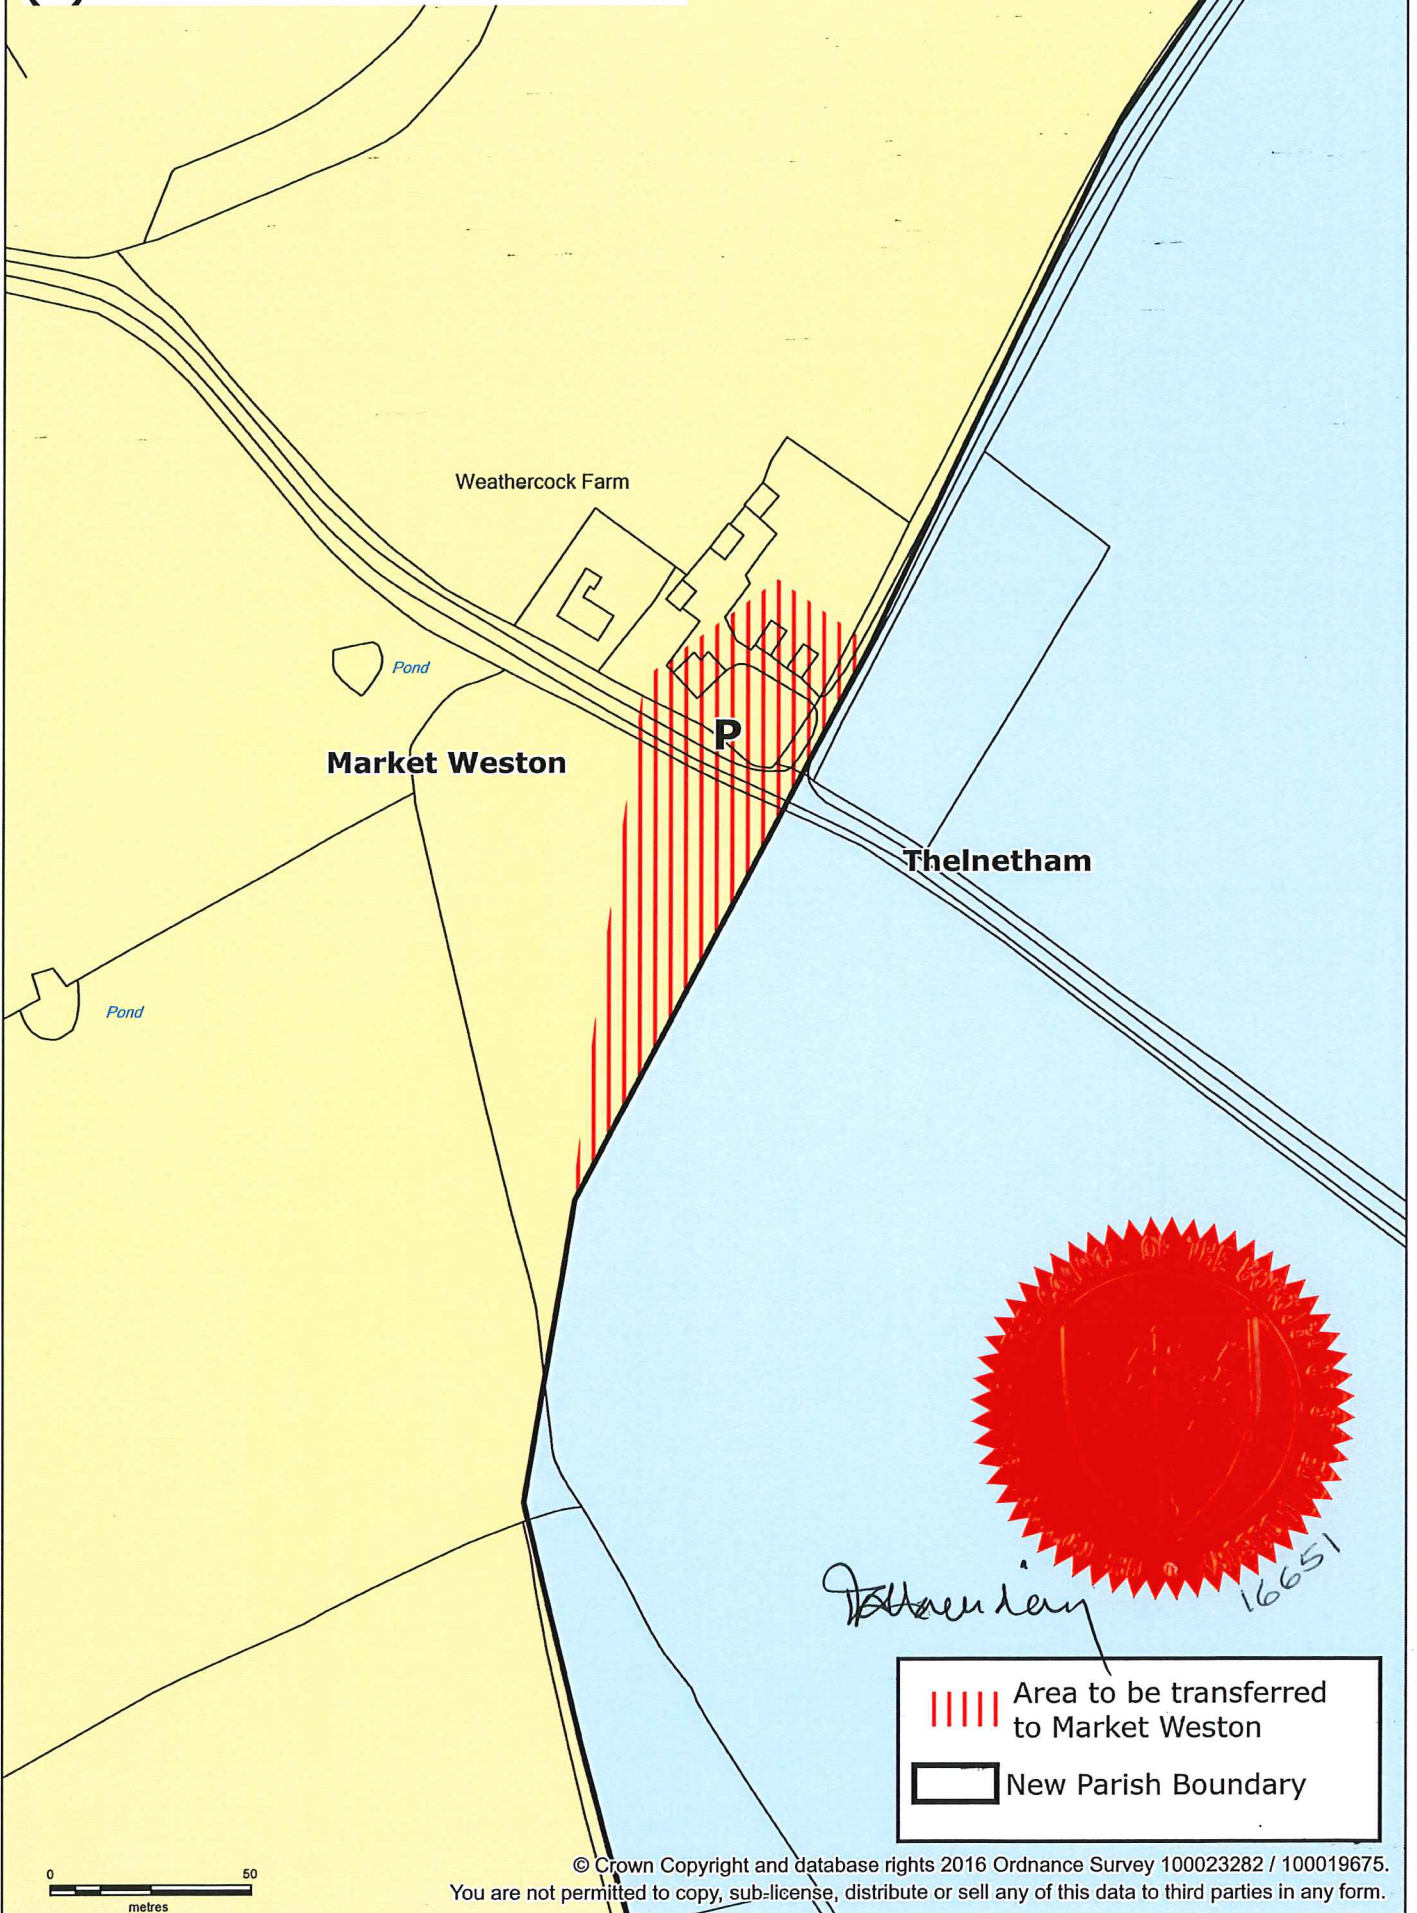 Weathercock Farm
Pond
P
Market Weston
Thelnetham
Pond
16651
Area to be transferred
to Market Weston
New Parish Boundary
0 50
metres
© Crown Copyright and database rights 2016 Ordnance Survey 100023282 / 100019675.
You are not permitted to copy, sub-license, distribute or sell any of this data to third parties in any form.